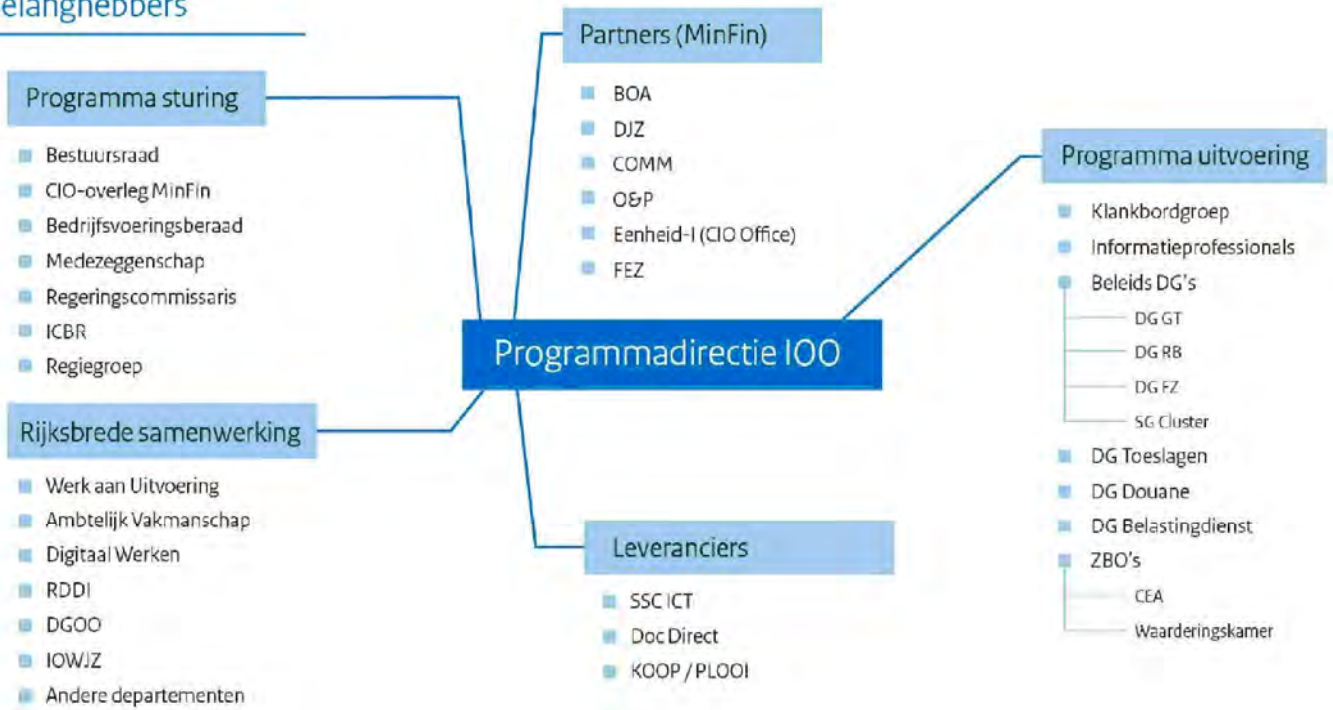 elanghebbers
Programma sturing
Bestuursraad
CIO-overleg MinFin
Bedrijfsvoeringsberaad
Medezeggenschap
Regeringscommissaris
ICBR
Regiegroep
Rijksbrede samenwerking
Werk aan Uitvoering
Ambtelijk Vakmanschap
Digitaal Werken
RDDI
DGOO
IOWJZ
Andere departementen
Partners (MinFin)
BOA
DJZ
COMM
O&P
Eenheid-I (CIO Office)
FEZ
Programmadirectie IOO
Leveranciers
SSC ICT
Doc Direct
KOOP / PLOOI
Programma uitvoering
Klankbordgroep
Informatieprofessionals
Beleids DG's
DG GT
DG RB
DG FZ
SG Cluster
DG Toeslagen
DG Douane
DG Belastingdienst
ZBO's
CEA
Waarderingskamer